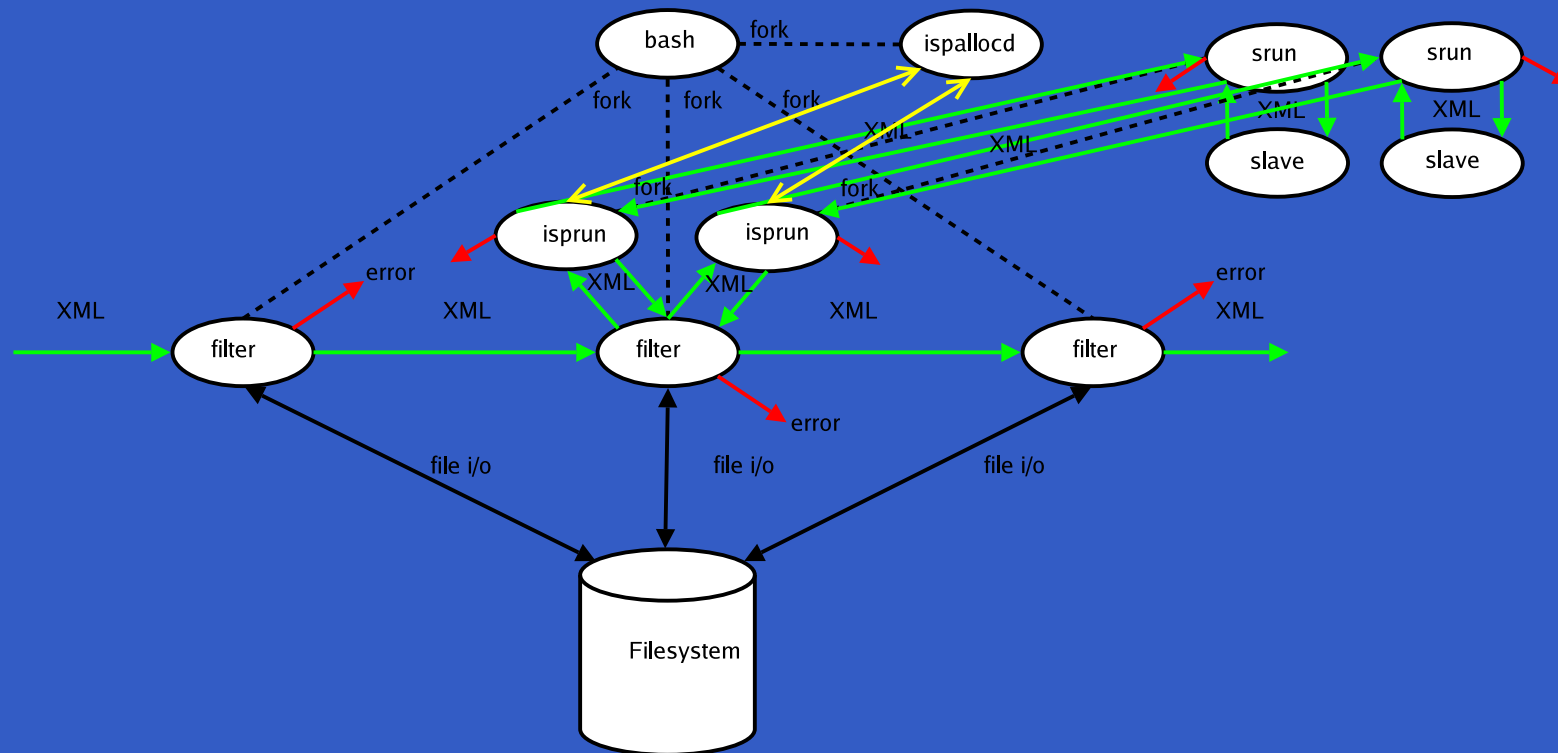 fork
bash
ispallocd
srun
srun
fork
fork
fork
XML
XML
XML
XML
slave
slave
fork
fork
isprun
isprun
error
XML
XML
error
XML
XML
XML
XML
filter
filter
filter
error
file i/o
file i/o
file i/o
Filesystem